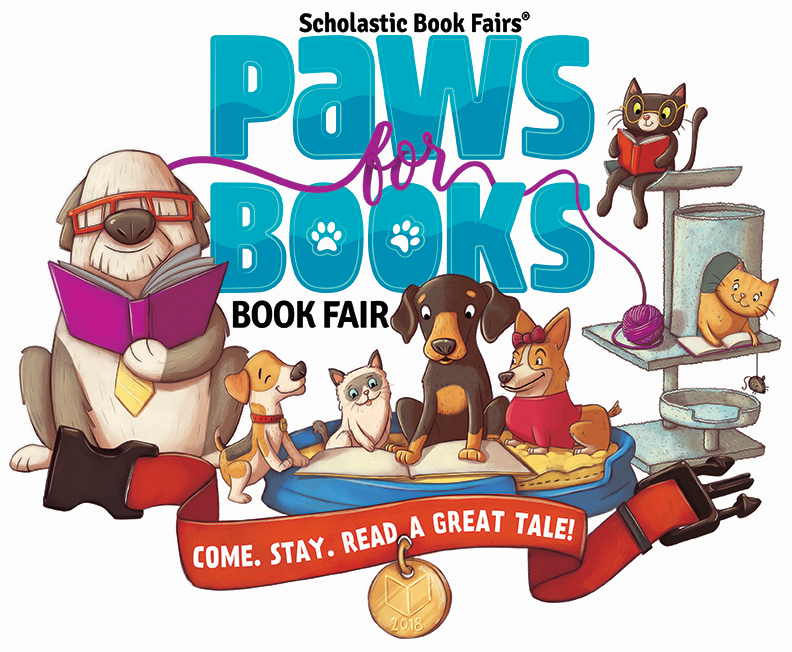 Scholastic Book Fairs®
Paws
for
BOOKS
BOOK FAIR
COME. STAY. READ A GREAT TALE!
2018